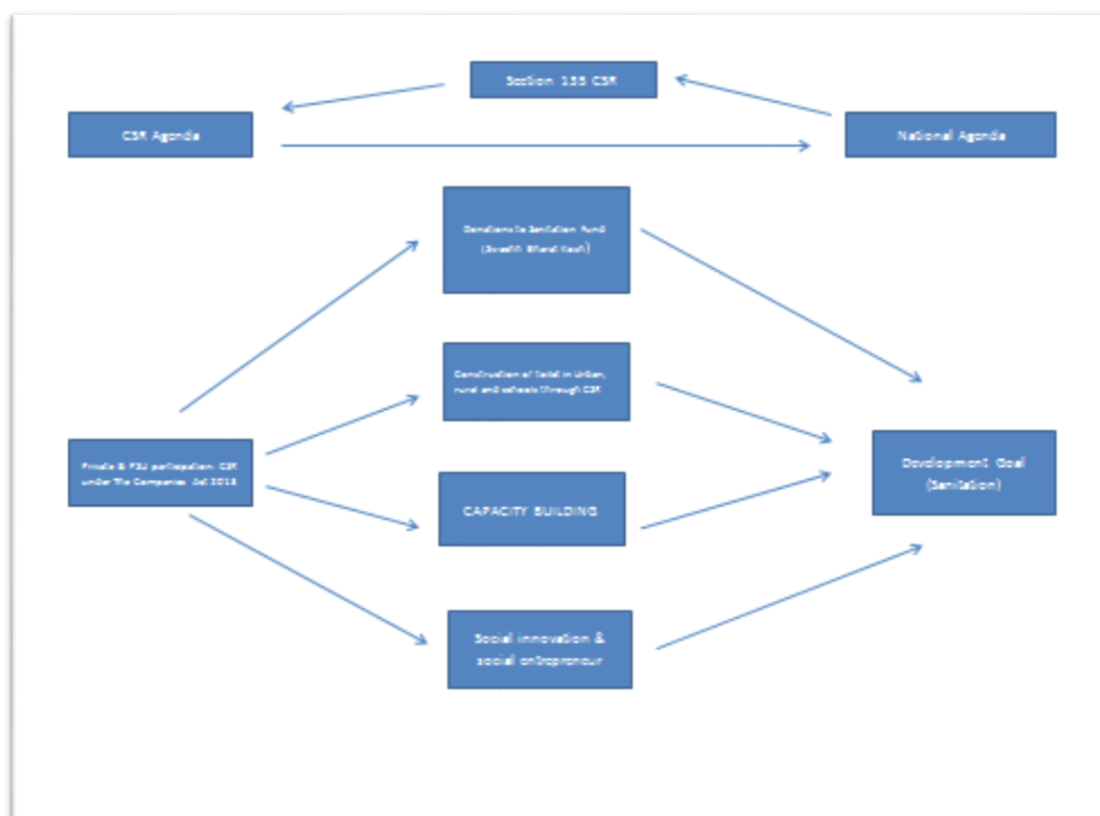 Section 135 CSR
CSR Agenda
National Agenda
Donations to Sanitation Fund
(Swachh Bharat Kosh)
Construction of Toilet in Urban,
rural and schools through CSR
Private & PSU participation: CSR
under The Companies Act 2013
Development Goal
(Sanitation)
CAPACITY BUILDING
Social innovation &
social entrepreneur